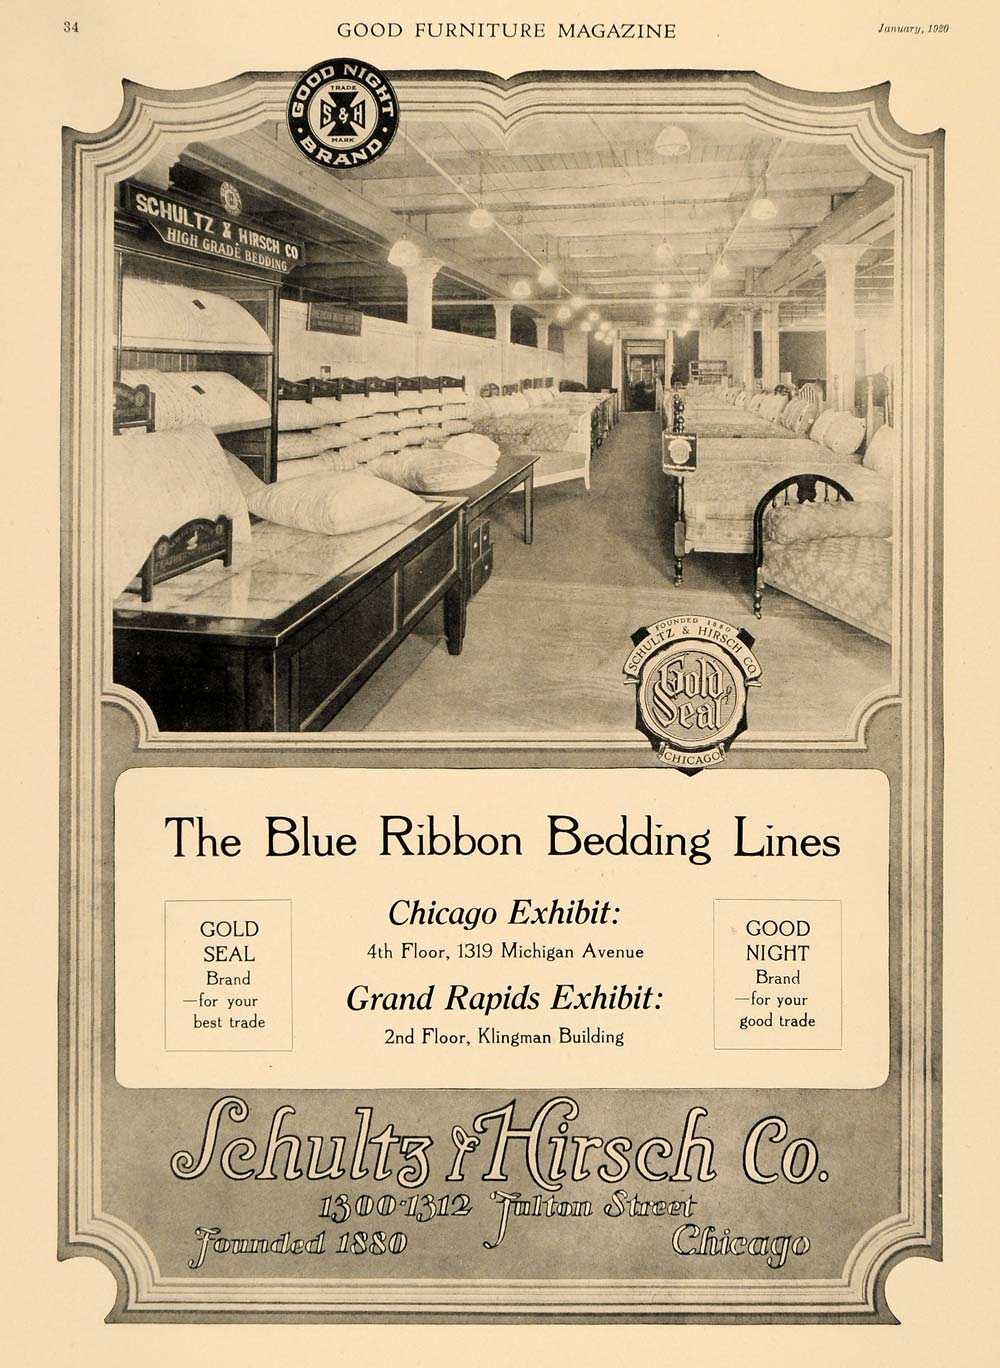 34
GOOD FURNITURE MAGAZINE
January, 1920
GOOD NIGHT
TRADE
S & H
MARK
BRAND
SCHULTZ & HIRSCH CO
HIGH GRADE BEDDING
FOUNDED 1880
SCHULTZ & HIRSCH CO
Gold
Seal
CHICAGO
The Blue Ribbon Bedding Lines
GOLD
SEAL
Brand
—for your
best trade
Chicago Exhibit:
4th Floor, 1319 Michigan Avenue
Grand Rapids Exhibit:
2nd Floor, Klingman Building
GOOD
NIGHT
Brand
—for your
good trade
Schultz & Hirsch Co.
1300-1312 Fulton Street
Founded 1880 Chicago